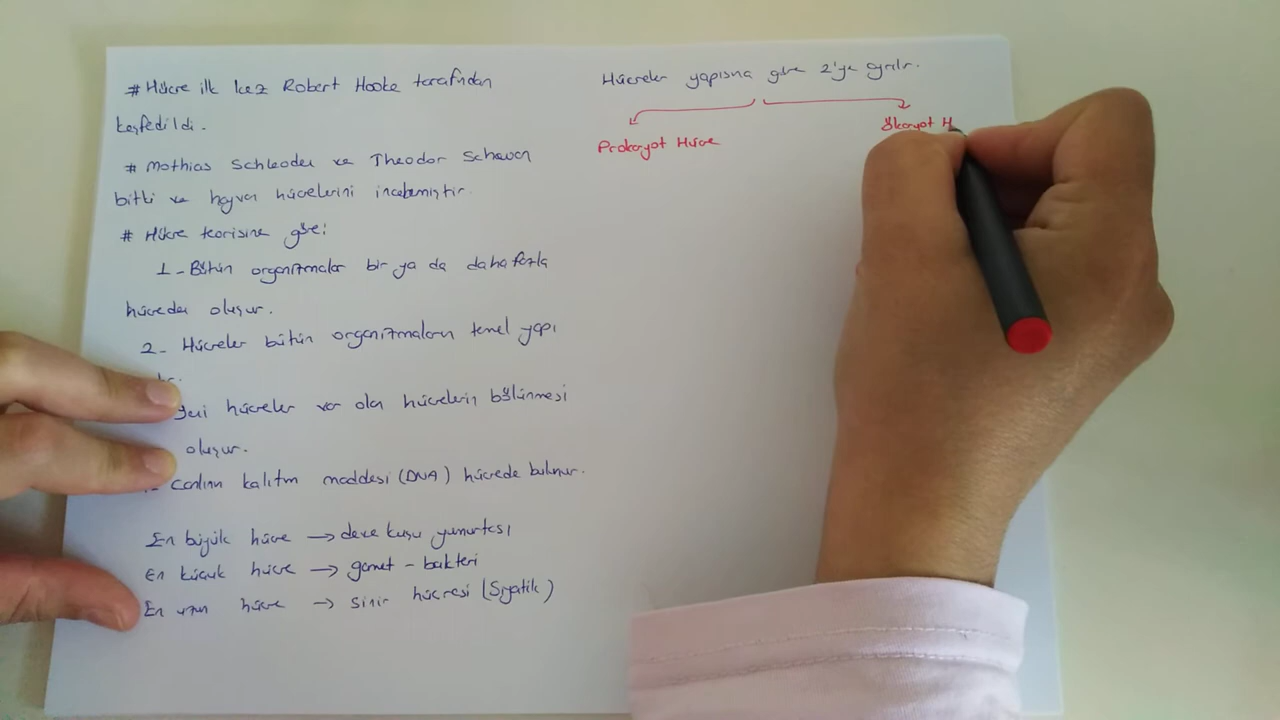 # Hücre ilk kez Robert Hooke tarafından
keşfedildi.
# Mathias Schleoder ve Theodor Schwan
bitki ve hayvan hücrelerini incelemiştir.
# Hücre teorisine göre:
1- Bütün organizmalar bir ya da daha fazla
hücreden oluşur.
2- Hücreler bütün organizmaların temel yapı
Yeni hücreler var olan hücrelerin bölünmesi
oluşur.
Canlının kalıtım maddesi (DNA) hücrede bulunur.
En büyük hücre → deve kuşu yumurtası
En küçük hücre → gamet - bakteri
En uzun hücre → sinir hücresi (Siyatik)
Hücreler yapısına göre 2'ye ayrılır.
Prokaryot Hücre
Ökaryot H